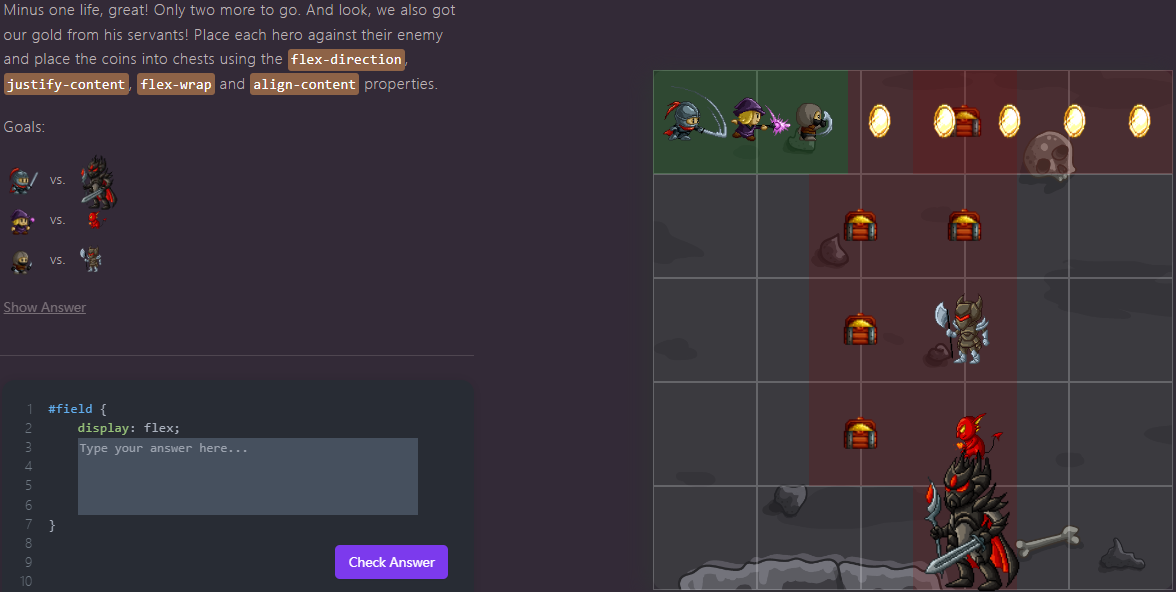 Minus one life, great! Only two more to go. And look, we also got
our gold from his servants! Place each hero against their enemy
and place the coins into chests using the flex-direction,
justify-content, flex-wrap and align-content properties.
Goals:
vs.
vs.
vs.
Show Answer
1 #field {
2 display: flex;
3 Type your answer here...
4
5
6
7 }
8
9
10
Check Answer